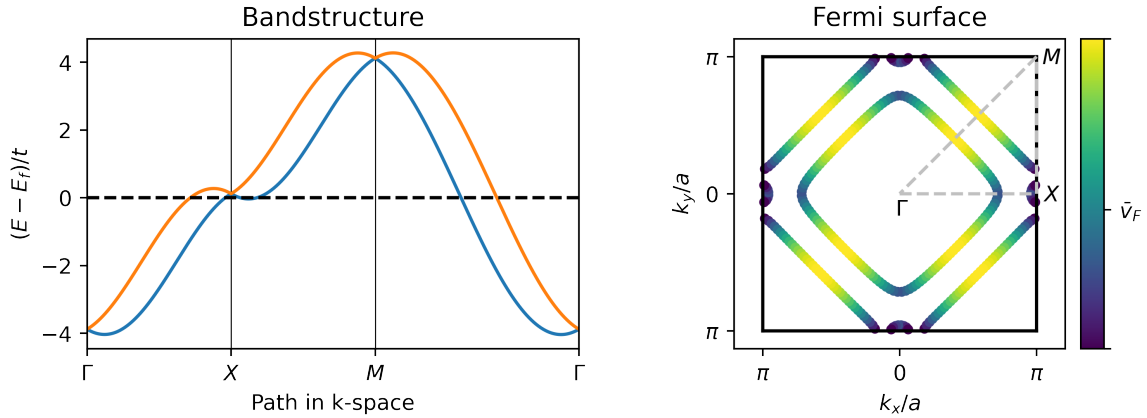 Bandstructure
(E − E_f)/t
4
2
0
−2
−4
Γ
X
M
Γ
Path in k-space
Fermi surface
k_y/a
π
0
π
π
0
π
k_x/a
M
X
Γ
v̄_F